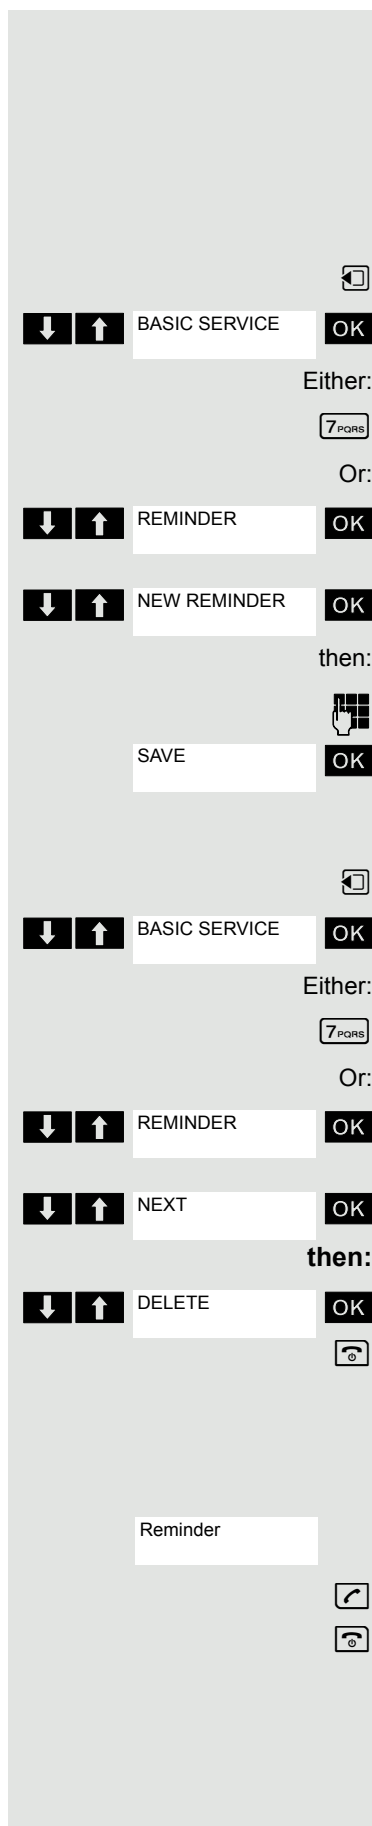 BASIC SERVICE OK
Either:
7PQRS
Or:
REMINDER OK
NEW REMINDER OK
then:
SAVE OK
BASIC SERVICE OK
Either:
7PQRS
Or:
REMINDER OK
NEXT OK
then:
DELETE OK
Reminder